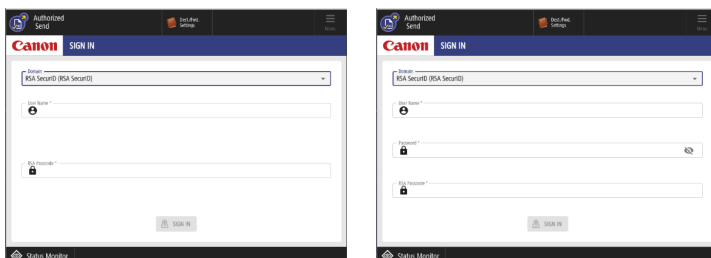 Authorized
Send
Dest./Fwd.
Settings
Menu
Canon SIGN IN
Domain
RSA SecurID (RSA SecurID)
User Name *
RSA Passcode *
SIGN IN
Status Monitor
Authorized
Send
Dest./Fwd.
Settings
Menu
Canon SIGN IN
Domain
RSA SecurID (RSA SecurID)
User Name *
Password *
RSA Passcode *
SIGN IN
Status Monitor